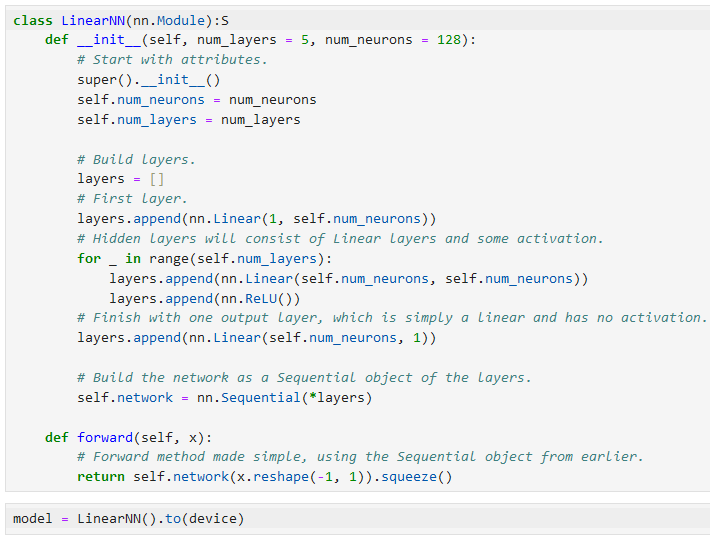 class LinearNN(nn.Module):S
    def __init__(self, num_layers = 5, num_neurons = 128):
        # Start with attributes.
        super().__init__()
        self.num_neurons = num_neurons
        self.num_layers = num_layers

        # Build layers.
        layers = []
        # First layer.
        layers.append(nn.Linear(1, self.num_neurons))
        # Hidden layers will consist of Linear layers and some activation.
        for _ in range(self.num_layers):
            layers.append(nn.Linear(self.num_neurons, self.num_neurons))
            layers.append(nn.ReLU())
        # Finish with one output layer, which is simply a linear and has no activation.
        layers.append(nn.Linear(self.num_neurons, 1))

        # Build the network as a Sequential object of the layers.
        self.network = nn.Sequential(*layers)

    def forward(self, x):
        # Forward method made simple, using the Sequential object from earlier.
        return self.network(x.reshape(-1, 1)).squeeze()

model = LinearNN().to(device)